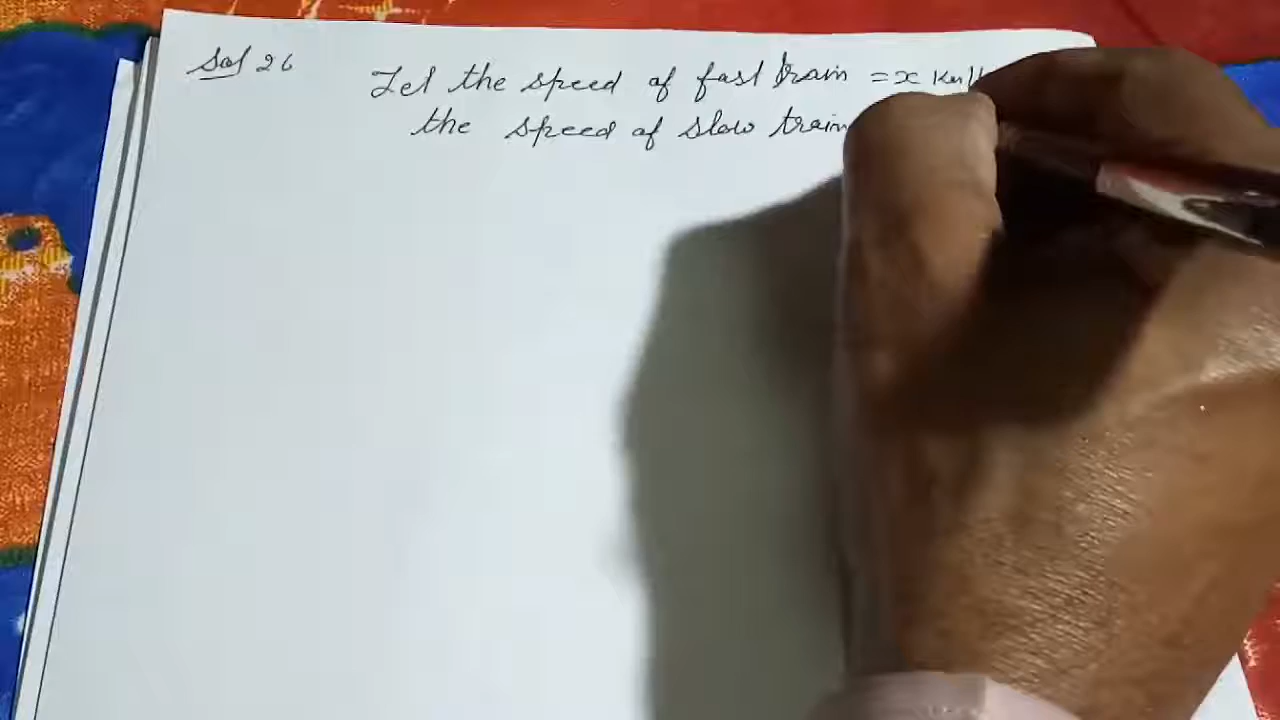 Sol 26
Let the speed of fast train = x Km/
the speed of slow train